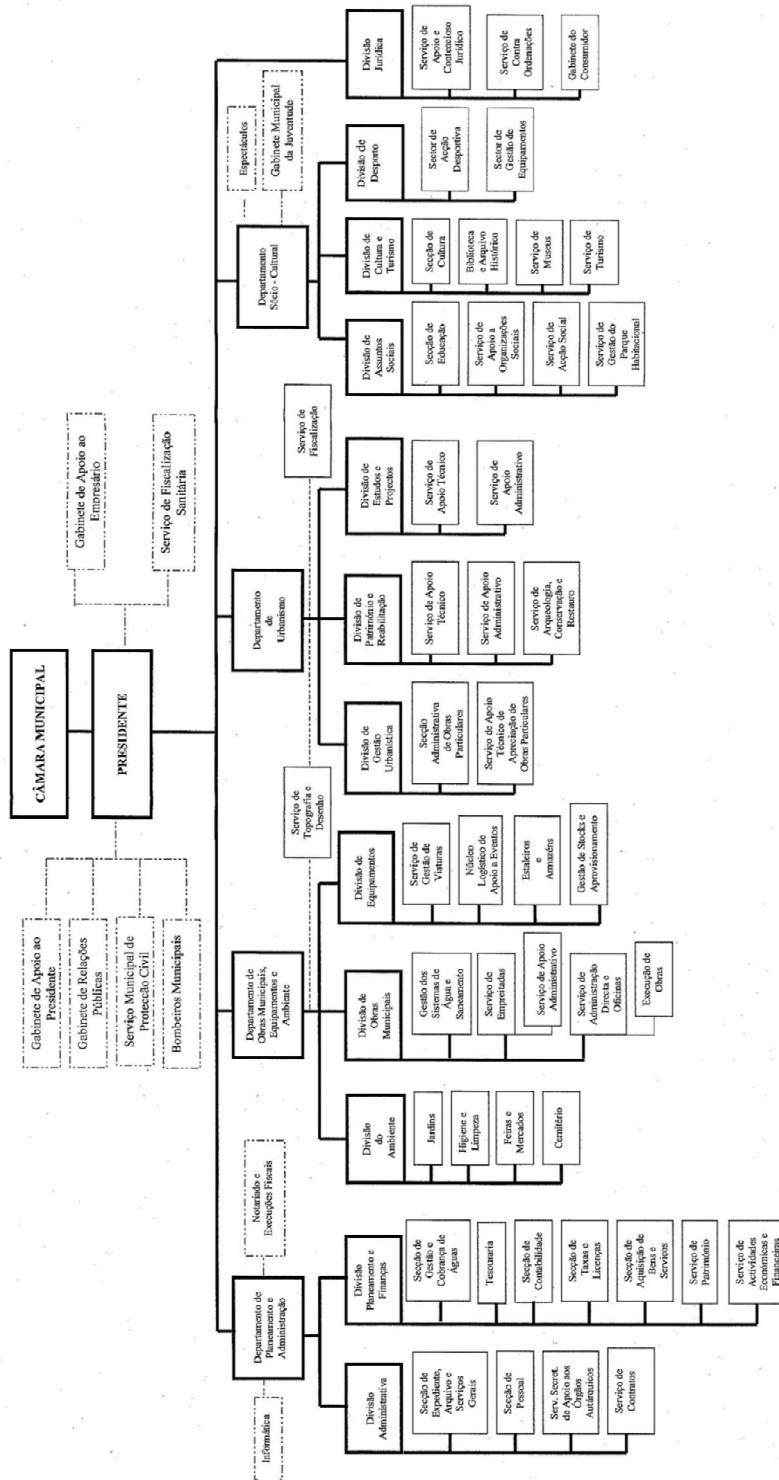 CÂMARA MUNICIPAL
PRESIDENTE
Gabinete de Apoio ao
Presidente
Gabinete de Relações
Públicas
Serviço Municipal de
Protecção Civil
Bombeiros Municipais
Gabinete de Apoio ao
Empresário
Serviço de Fiscalização
Sanitária
Departamento de
Planeamento e
Administração
Informática
Notariado e
Execuções Fiscais
Divisão
Administrativa
Secção de
Expediente,
Arquivo e
Serviços
Gerais
Secção de
Pessoal
Serv. Secret.
de Apoio aos
Órgãos
Autárquicos
Serviço de
Contratos
Divisão
Planeamento e
Finanças
Secção de
Gestão e
Cobrança de
Águas
Tesouraria
Secção de
Contabilidade
Secção de
Taxas e
Licenças
Secção de
Aquisição de
Bens e
Serviços
Serviço de
Património
Serviço de
Actividades
Económicas e
Financeiras
Departamento de
Obras Municipais,
Equipamentos e
Ambiente
Serviço de
Topografia e
Desenho
Divisão
do
Ambiente
Jardins
Higiene e
Limpeza
Feiras e
Mercados
Cemitério
Divisão de
Obras
Municipais
Gestão dos
Sistemas de
Água e
Saneamento
Serviço de
Empreitadas
Serviço de Apoio
Administrativo
Serviço de
Administração
Directa e
Oficinas
Execução de
Obras
Divisão de
Equipamentos
Serviço de
Gestão de
Viaturas
Núcleo
Logístico de
Apoio a Eventos
Estaleiros
e
Armazéns
Gestão de Stocks e
Aprovisionamento
Departamento
de
Urbanismo
Serviço de
Fiscalização
Divisão de
Gestão
Urbanística
Secção
Administrativa
de Obras
Particulares
Serviço de Apoio
Técnico de
Apreciação de
Obras Particulares
Divisão de
Património e
Reabilitação
Serviço de Apoio
Técnico
Serviço de Apoio
Administrativo
Serviço de
Arqueologia,
Conservação e
Restauro
Divisão de
Estudos e
Projectos
Serviço de
Apoio Técnico
Serviço de
Apoio
Administrativo
Departamento
Sócio - Cultural
Espectáculos
Gabinete Municipal
da Juventude
Divisão de
Assuntos
Sociais
Secção de
Educação
Serviço de
Apoio a
Organizações
Sociais
Serviço de
Acção Social
Serviço de
Gestão do
Parque
Habitacional
Divisão de
Cultura e
Turismo
Secção de
Cultura
Biblioteca
e Arquivo
Histórico
Serviço de
Museus
Serviço de
Turismo
Divisão de
Desporto
Sector de
Acção
Desportiva
Sector de
Gestão de
Equipamentos
Divisão
Jurídica
Serviço de
Apoio e
Contencioso
Jurídico
Serviço de
Contra
Ordenações
Gabinete do
Consumidor